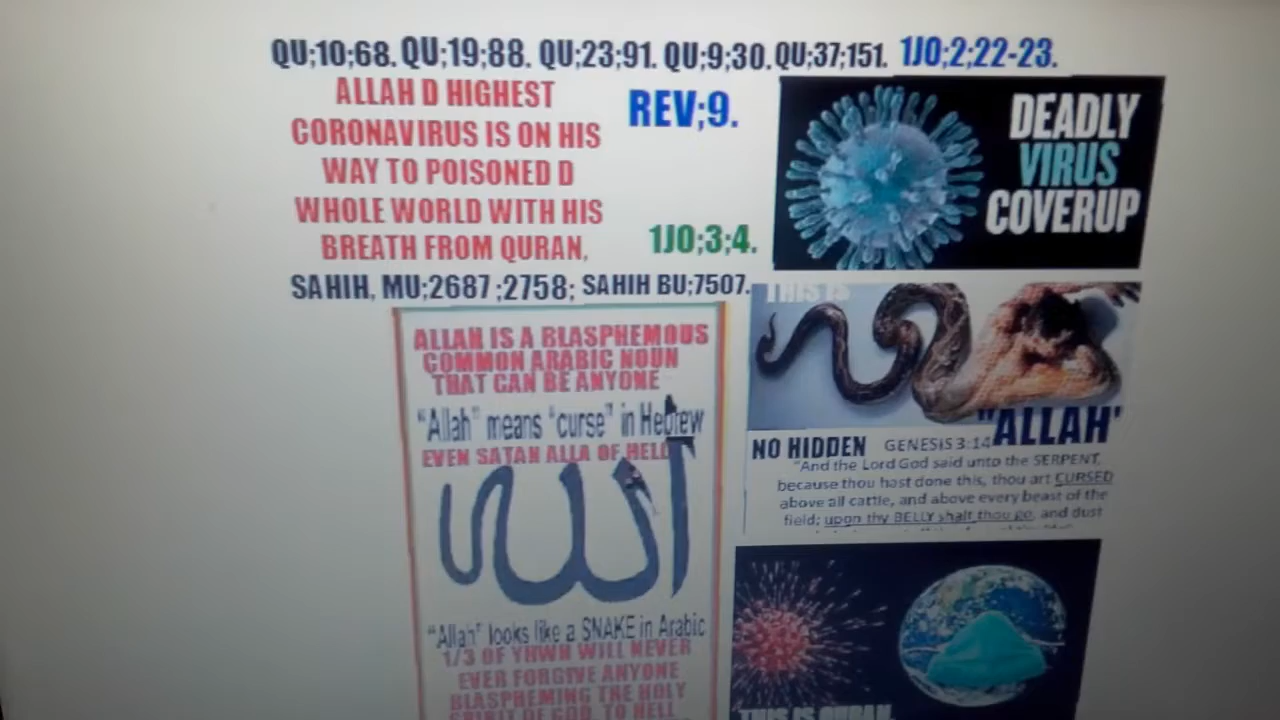 QU;10;68. QU;19;88. QU;23;91. QU;9;30. QU;37;151. 1JO;2;22-23.
ALLAH D HIGHEST
CORONAVIRUS IS ON HIS
WAY TO POISONED D
WHOLE WORLD WITH HIS
BREATH FROM QURAN,
REV;9.
1JO;3;4.
DEADLY
VIRUS
COVERUP
SAHIH, MU;2687 ;2758; SAHIH BU;7507.
ALLAH IS A BLASPHEMOUS
COMMON ARABIC NOUN
THAT CAN BE ANYONE
"Allah" means "curse" in Hebrew
EVEN SATAN ALLA OF HELL
الله
"Allah" looks like a SNAKE in Arabic
1/3 OF YHWH WILL NEVER
EVER FORGIVE ANYONE
BLASPHEMING THE HOLY
SPIRIT OF GOD, TO HELL
THIS IS
"ALLAH'
NO HIDDEN GENESIS 3:14
"And the Lord God said unto the SERPENT,
because thou hast done this, thou art CURSED
above all cattle, and above every beast of the
field; upon thy BELLY shalt thou go, and dust
THIS IS QURAN